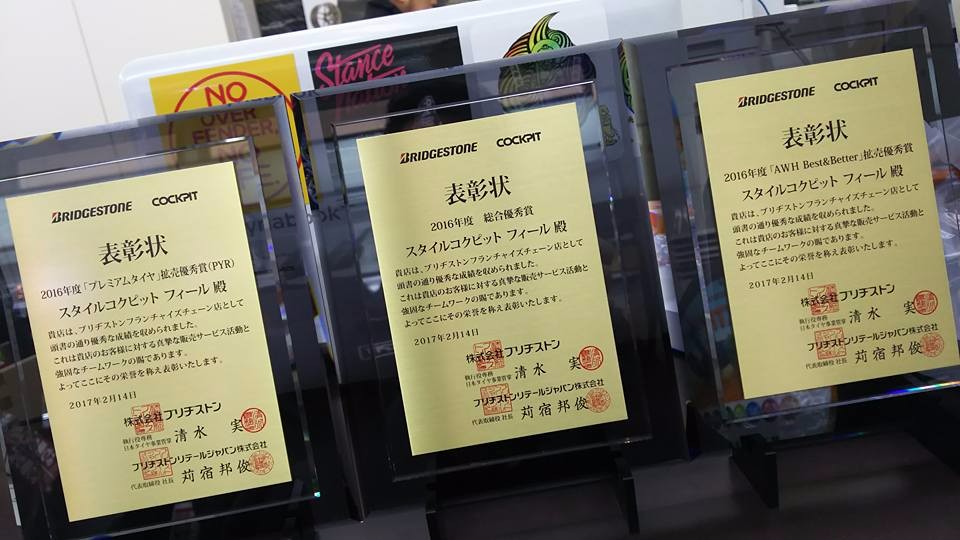 NO
OVER
FENDER.
Stance
Nation
BRIDGESTONE COCKPIT
表彰状
2016年度「プレミアムタイヤ」拡売優秀賞(PYR)
スタイルコクピット フィール 殿
貴店は、ブリヂストンフランチャイズチェーン店として
頭書の通り優秀な成績を収められました。
これは貴店のお客様に対する真摯な販売サービス活動と
強固なチームワークの賜であります。
よってここにその栄誉を称え表彰いたします。
2017年2月14日
株式会社ブリヂストン
執行役専務
日本タイヤ事業管掌 清水 実
ブリヂストンリテールジャパン株式会社
代表取締役 社長 苅宿邦俊
BRIDGESTONE COCKPIT
表彰状
2016年度 総合優秀賞
スタイルコクピット フィール 殿
貴店は、ブリヂストンフランチャイズチェーン店として
頭書の通り優秀な成績を収められました。
これは貴店のお客様に対する真摯な販売サービス活動と
強固なチームワークの賜であります。
よってここにその栄誉を称え表彰いたします。
2017年2月14日
株式会社ブリヂストン
執行役専務
日本タイヤ事業管掌 清水 実
ブリヂストンリテールジャパン株式会社
代表取締役 社長 苅宿邦俊
BRIDGESTONE COCKPIT
表彰状
2016年度「AWH Best&Better」拡売優秀賞
スタイルコクピット フィール 殿
貴店は、ブリヂストンフランチャイズチェーン店として
頭書の通り優秀な成績を収められました。
これは貴店のお客様に対する真摯な販売サービス活動と
強固なチームワークの賜であります。
よってここにその栄誉を称え表彰いたします。
2017年2月14日
株式会社ブリヂストン
執行役専務
日本タイヤ事業管掌 清水 実
ブリヂストンリテールジャパン株式会社
代表取締役 社長 苅宿邦俊